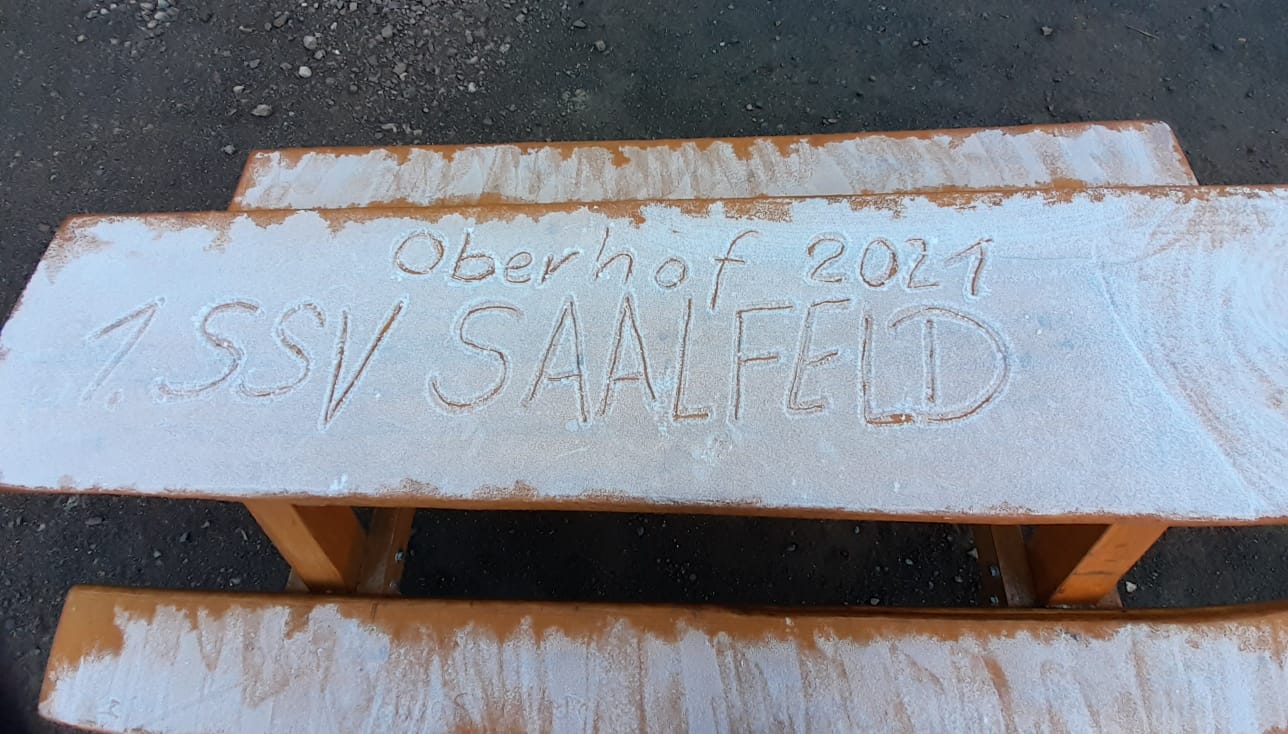 Oberhof 2021
1. SSV SAALFELD